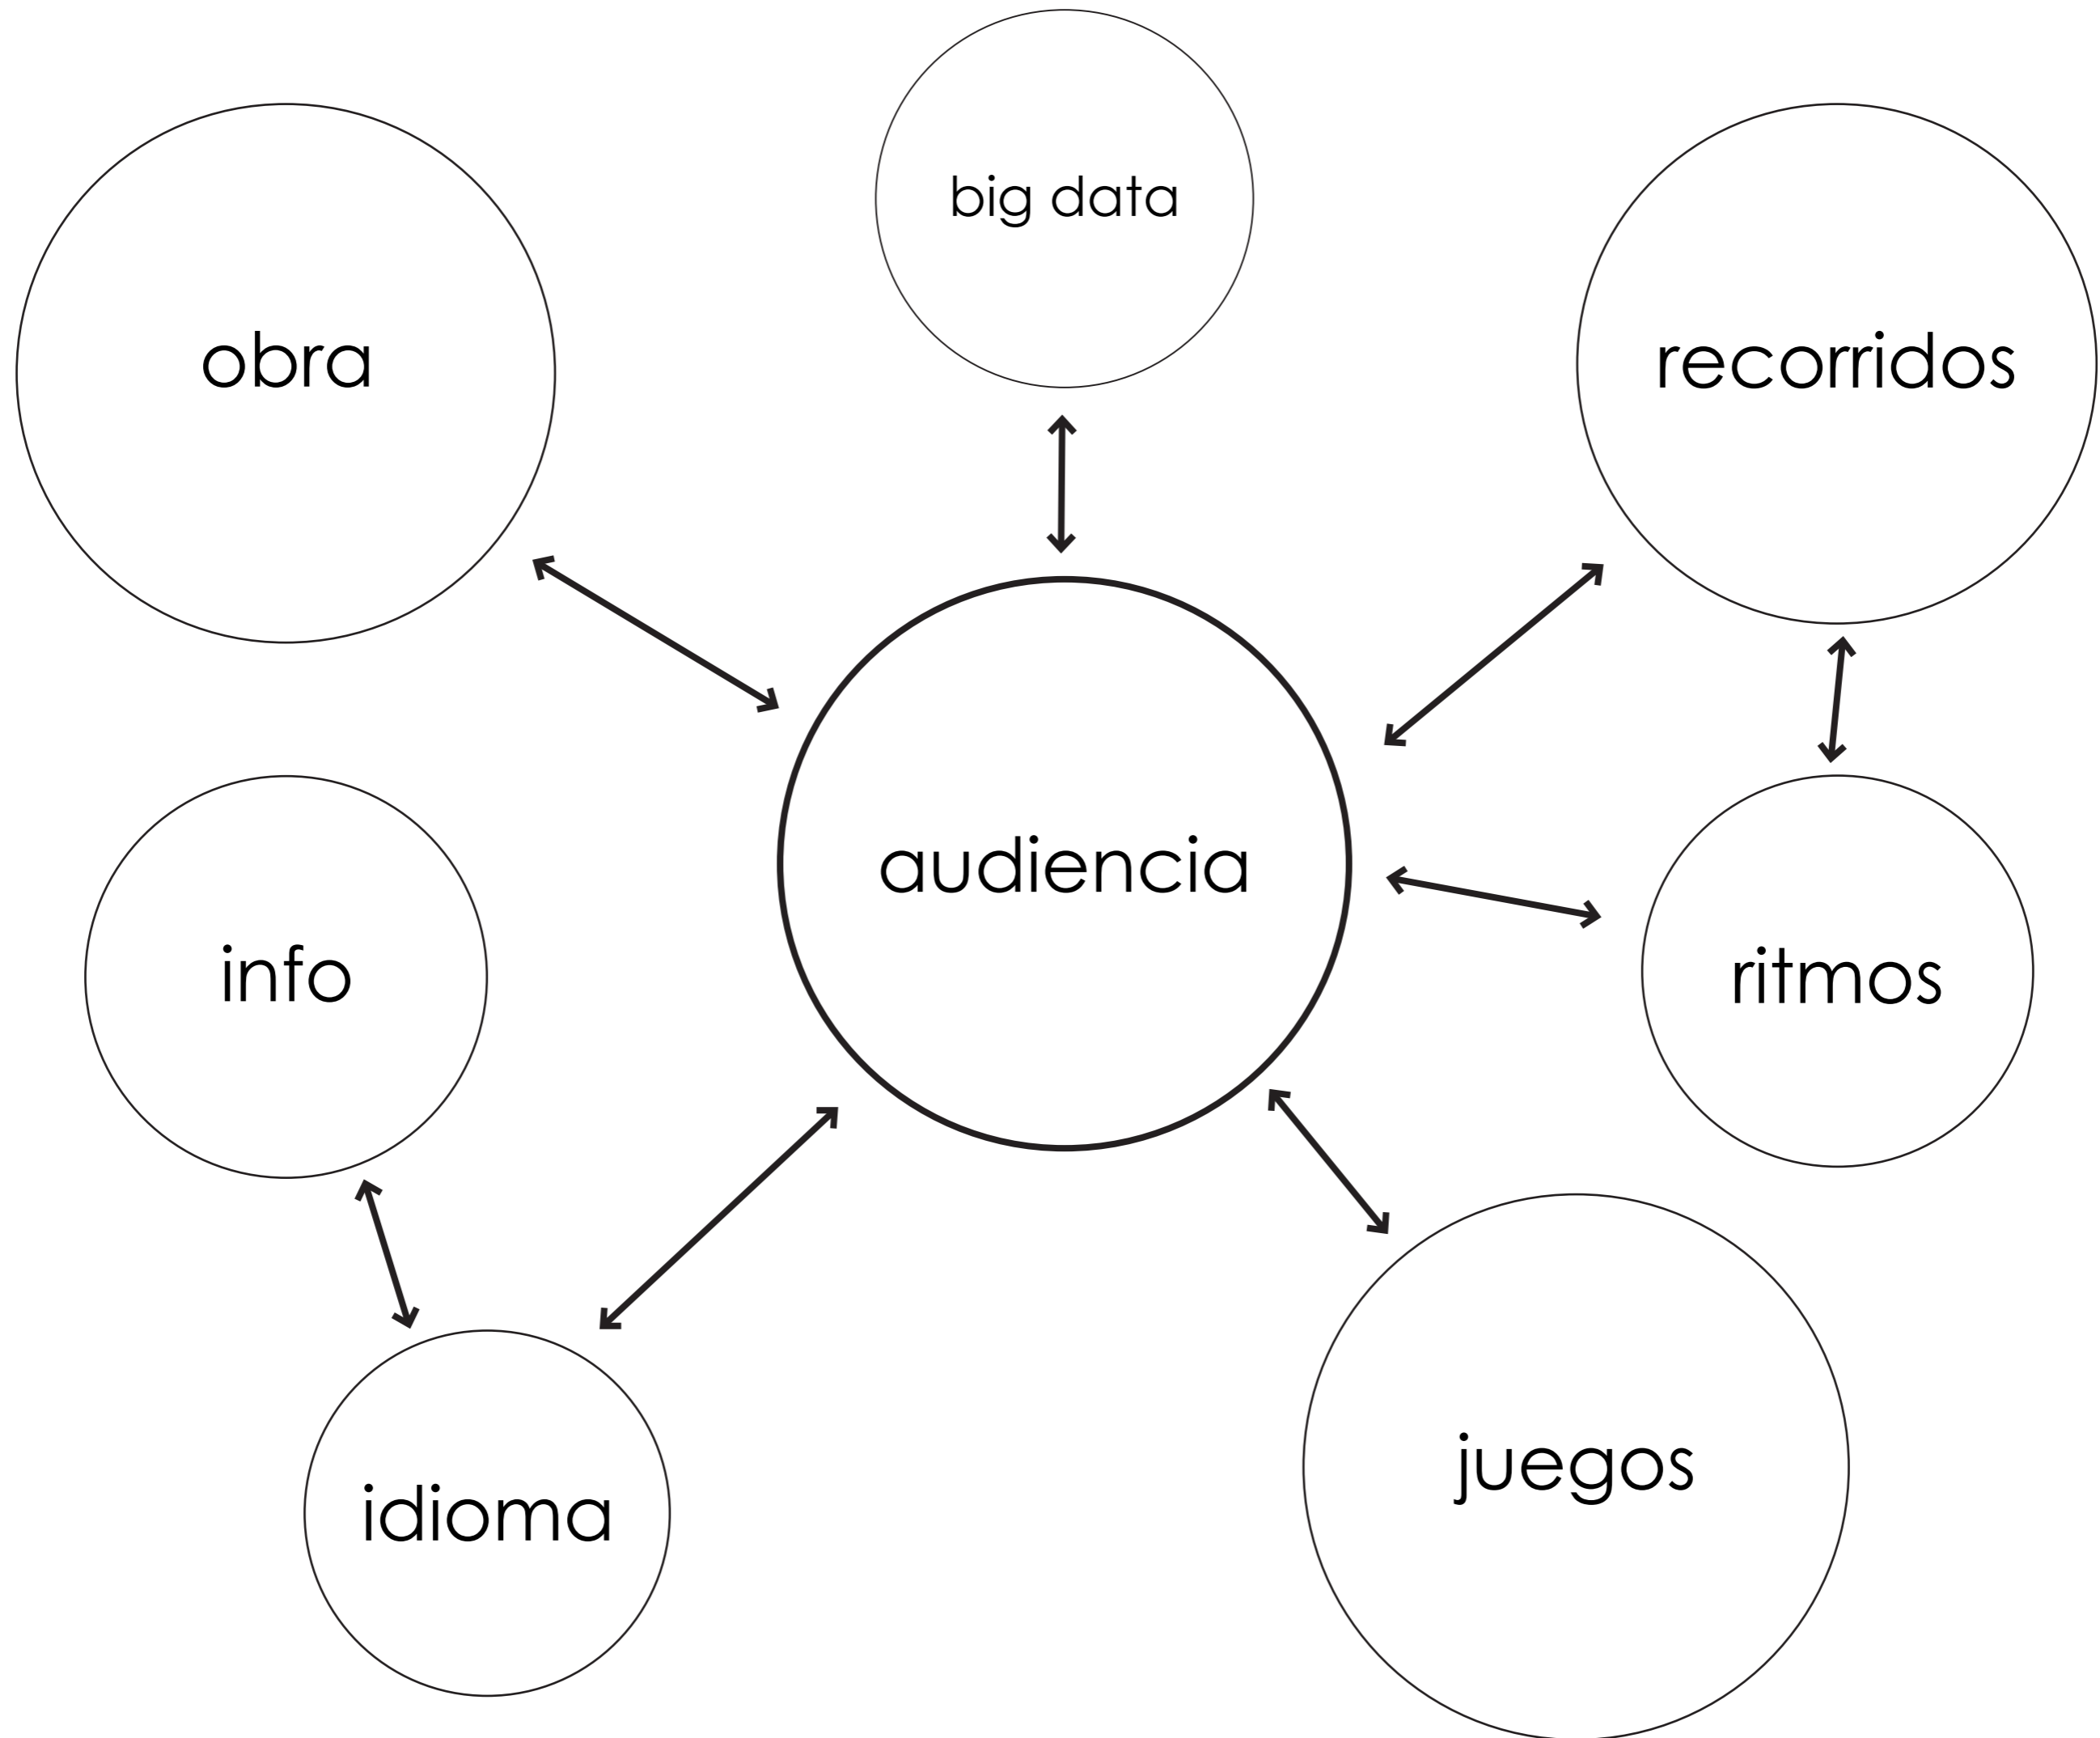 big data
obra
recorridos
audiencia
info
ritmos
juegos
idioma